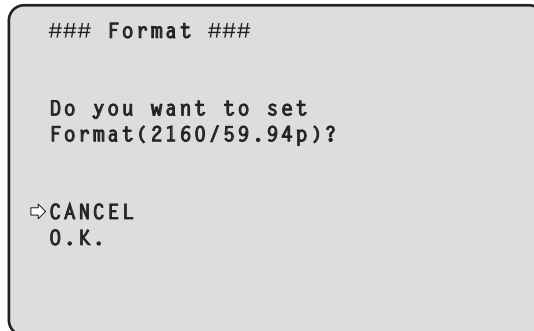 ### Format ###
Do you want to set
Format(2160/59.94p)?
⇨CANCEL
O.K.